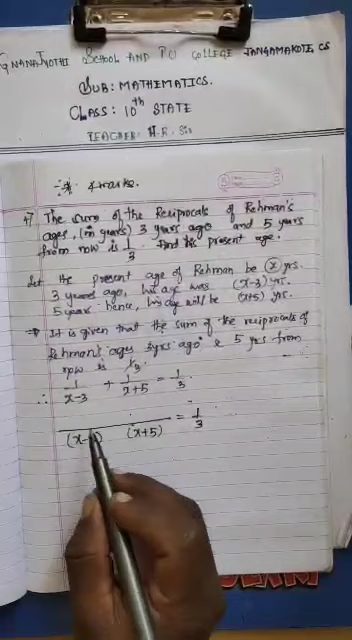 GNANAJYOTHI SCHOOL AND PU COLLEGE JANGAMAKOTE, CS
SUB: MATHEMATICS.
CLASS: 10th STATE
TEACHER: H.R. Sir
4 marks.
47 The sum of the Reciprocals of Rehman's
ages, (in years) 3 years ago and 5 years
from now is 1/3. Find his present age.
Let the present age of Rehman be (x) yrs.
3 years ago, his age was (x-3) yrs.
5 years hence, his age will be (x+5) yrs.
⇒ It is given that the sum of the reciprocals of
Rehman's ages 3yrs ago & 5 yrs from
now is 1/3.
∴ 1/x-3 + 1/x+5 = 1/3.
= 1/3
(x- (x+5)